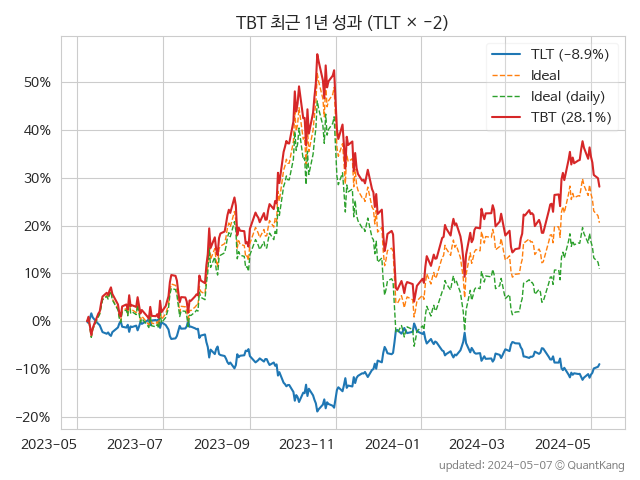 TBT 최근 1년 성과 (TLT × −2)
TLT (−8.9%)
Ideal
Ideal (daily)
TBT (28.1%)
50%
40%
30%
20%
10%
0%
−10%
−20%
2023−05 2023−07 2023−09 2023−11 2024−01 2024−03 2024−05
updated: 2024−05−07 © QuantKang